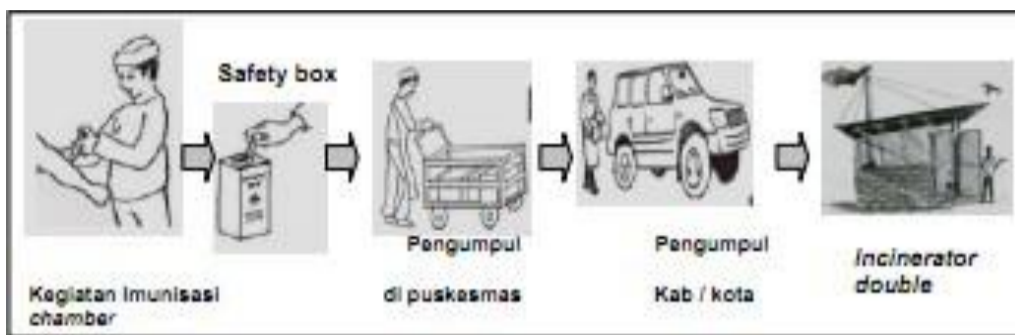 Safety box
Pengumpul
Pengumpul
Incinerator
double
Kegiatan Imunisasi
di puskesmas
Kab / kota
chamber